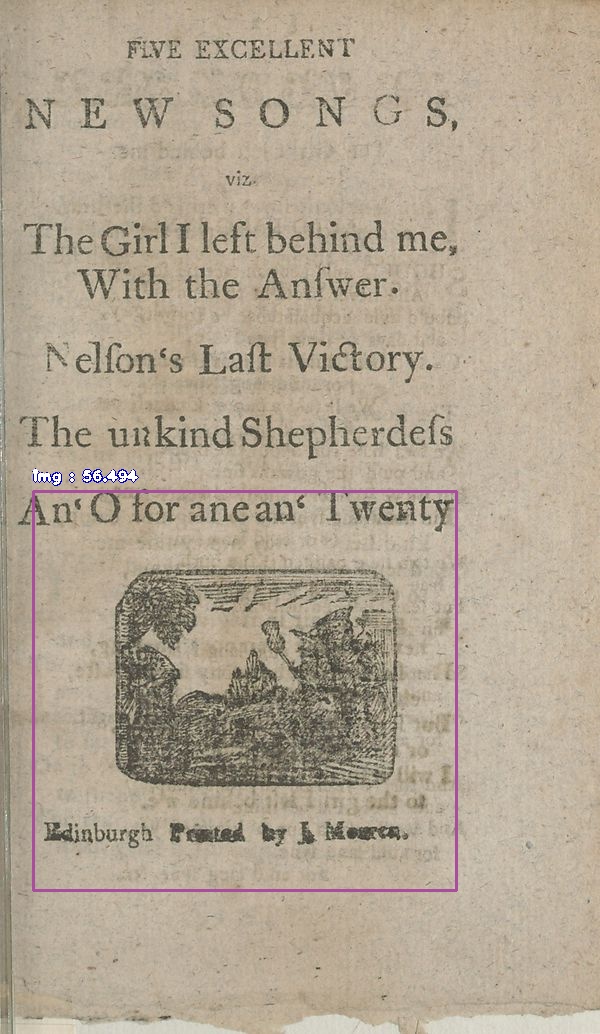 FIVE EXCELLENT
NEW SONGS,
viz.
The Girl I left behind me,
With the Anſwer.
Nelſon‘s Laſt Victory.
The unkind Shepherdeſs
img : 56.494
An‘ O for ane an‘ Twenty
Edinburgh Printed by J. Morren.